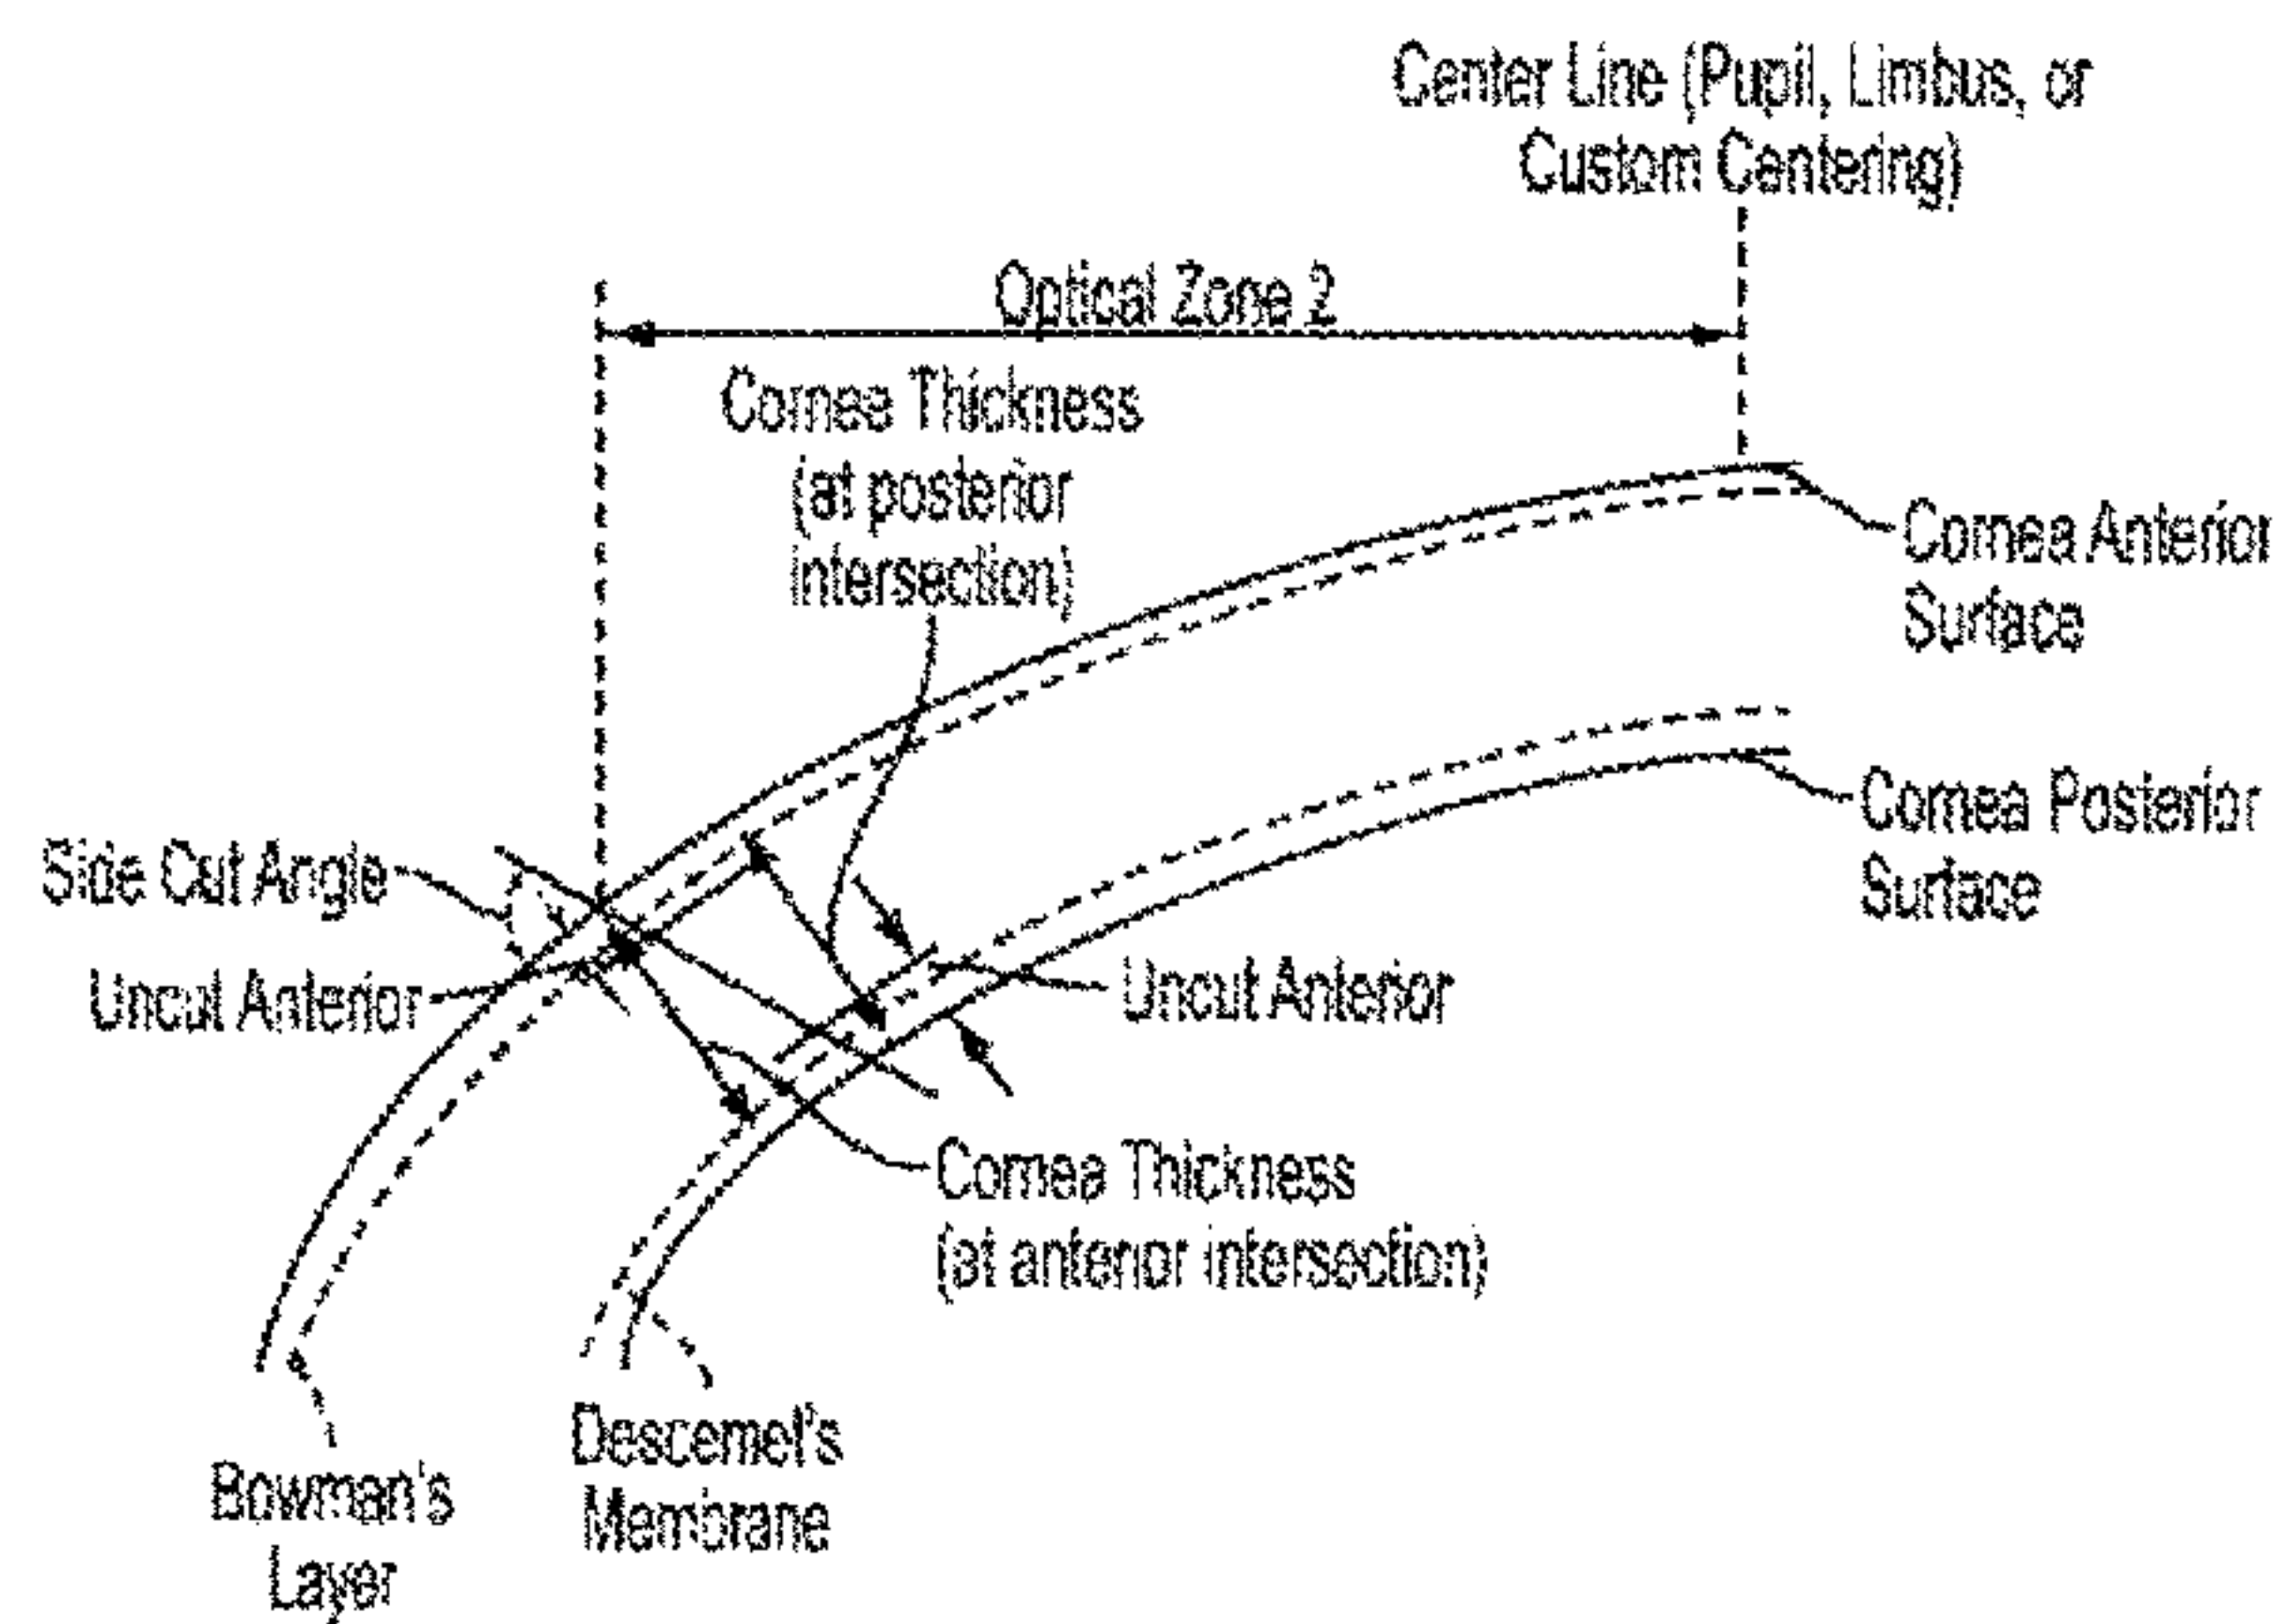 Center Line (Pupil, Limbus, or
Custom Centering)
Optical Zone 2
Cornea Thickness
(at posterior
intersection)
Cornea Anterior
Surface
Cornea Posterior
Surface
Side Cut Angle
Uncut Anterior
Uncut Anterior
Cornea Thickness
(at anterior intersection)
Descemet's
Membrane
Bowman's
Layer